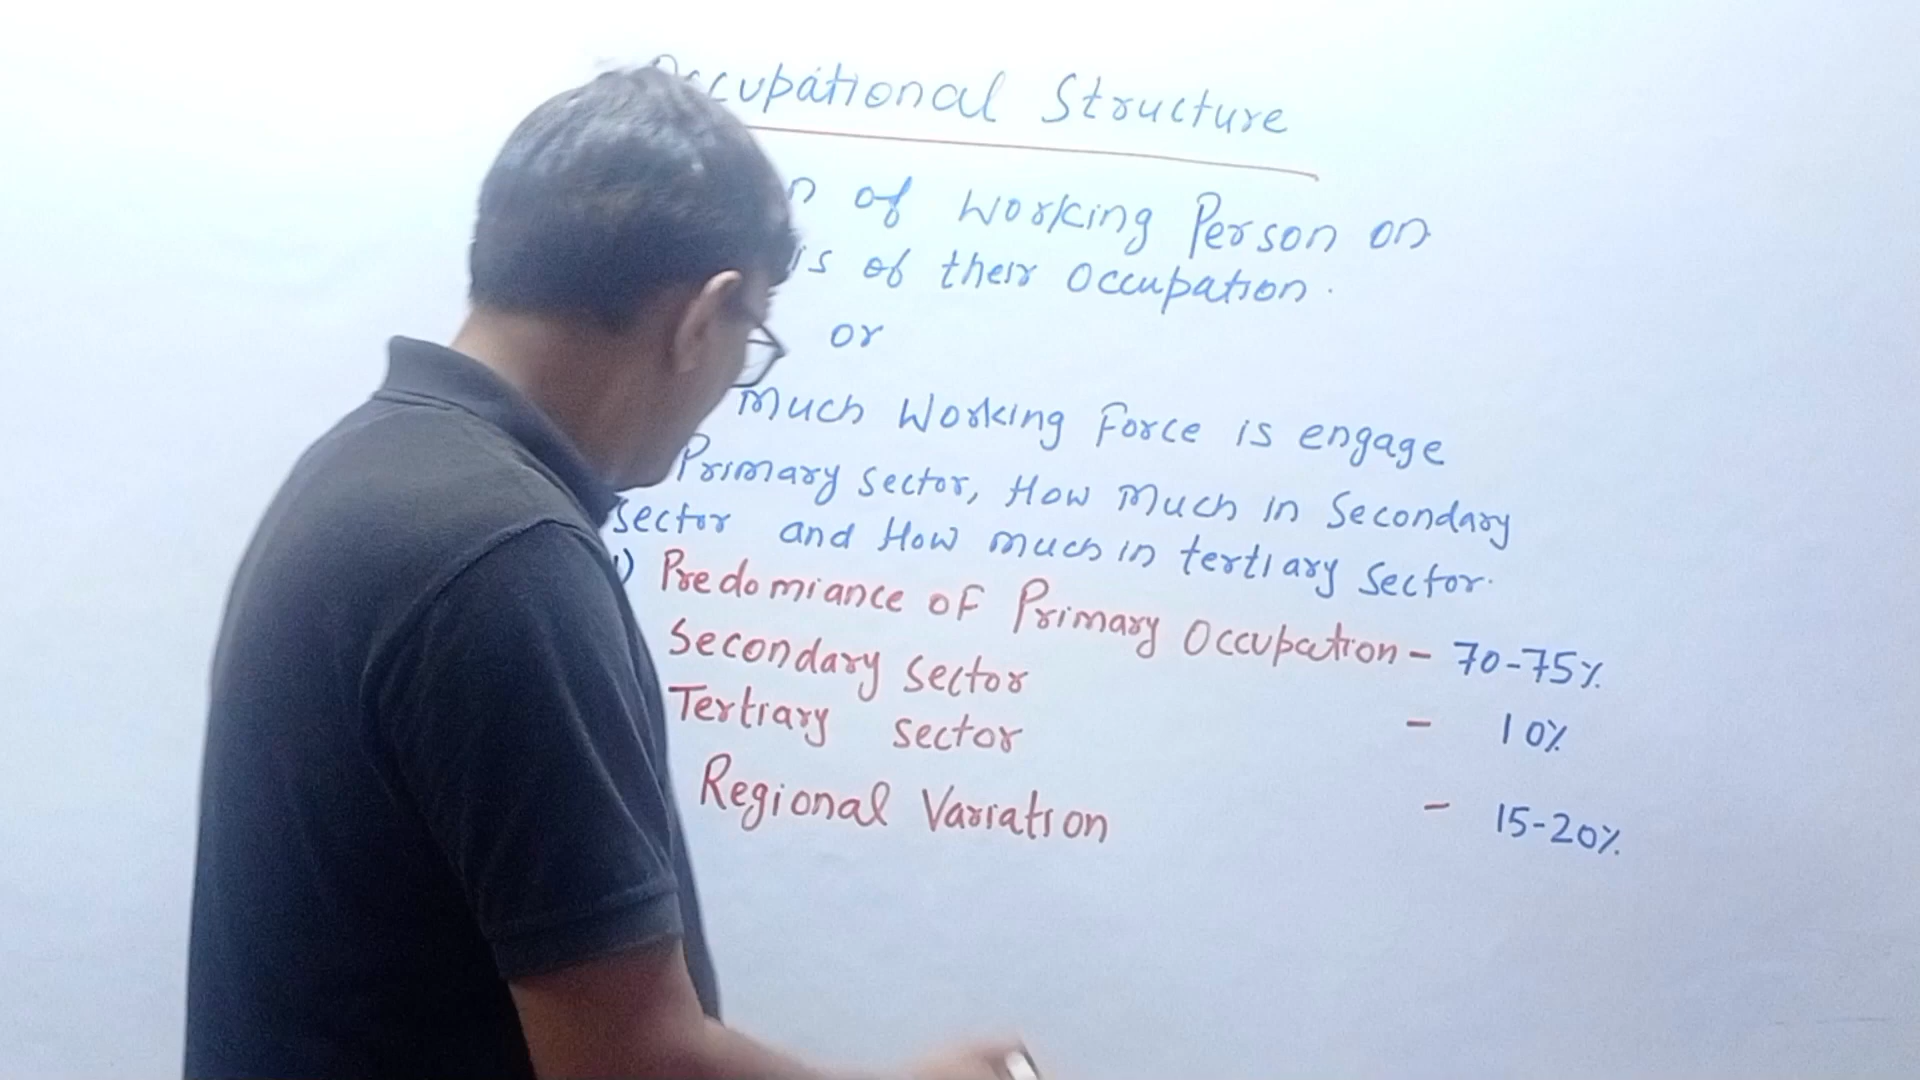 Occupational Structure
of Working Person on
of their Occupation.
or
Much Working Force is engage
Primary Sector, How Much in Secondary
Sector and How much in tertiary Sector.
1) Predomiance of Primary Occupation - 70-75%
Secondary Sector - 10%
Tertiary Sector - 15-20%
Regional Variation